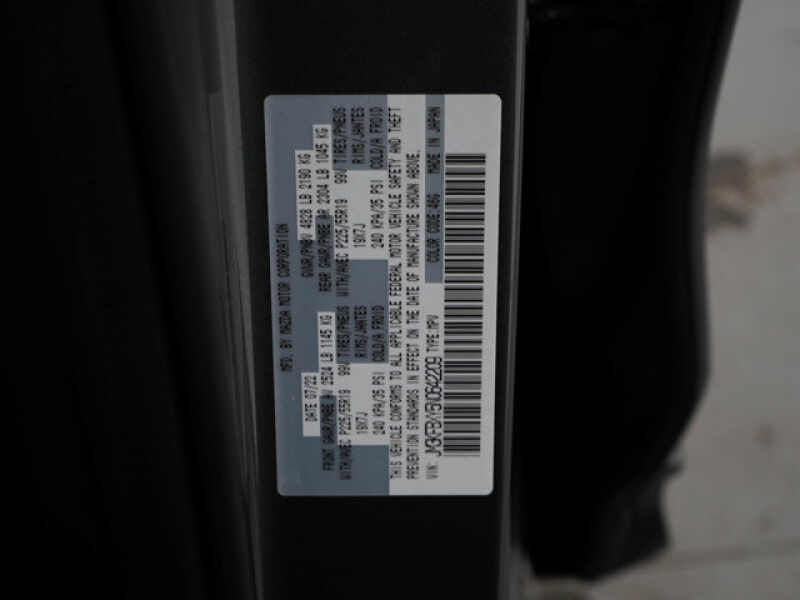 MFD. BY MAZDA MOTOR CORPORATION
DATE 07/22 GVWR/PNBV 4828 LB 2190 KG
FRONT GAWR/PNBE AV 2524 LB 1145 KG REAR GAWR/PNBE AR 2304 LB 1045 KG
WITH/AVEC P225/55R19 99V TIRES/PNEUS WITH/AVEC P225/55R19 99V TIRES/PNEUS
19X7J RIMS/JANTES 19X7J RIMS/JANTES
240 KPA/35 PSI COLD/A FROID 240 KPA/35 PSI COLD/A FROID
THIS VEHICLE CONFORMS TO ALL APPLICABLE FEDERAL MOTOR VEHICLE SAFETY AND THEFT
PREVENTION STANDARDS IN EFFECT ON THE DATE OF MANUFACTURE SHOWN ABOVE.
VIN: TYPE:MPV COLOR CODE:46G MADE IN JAPAN